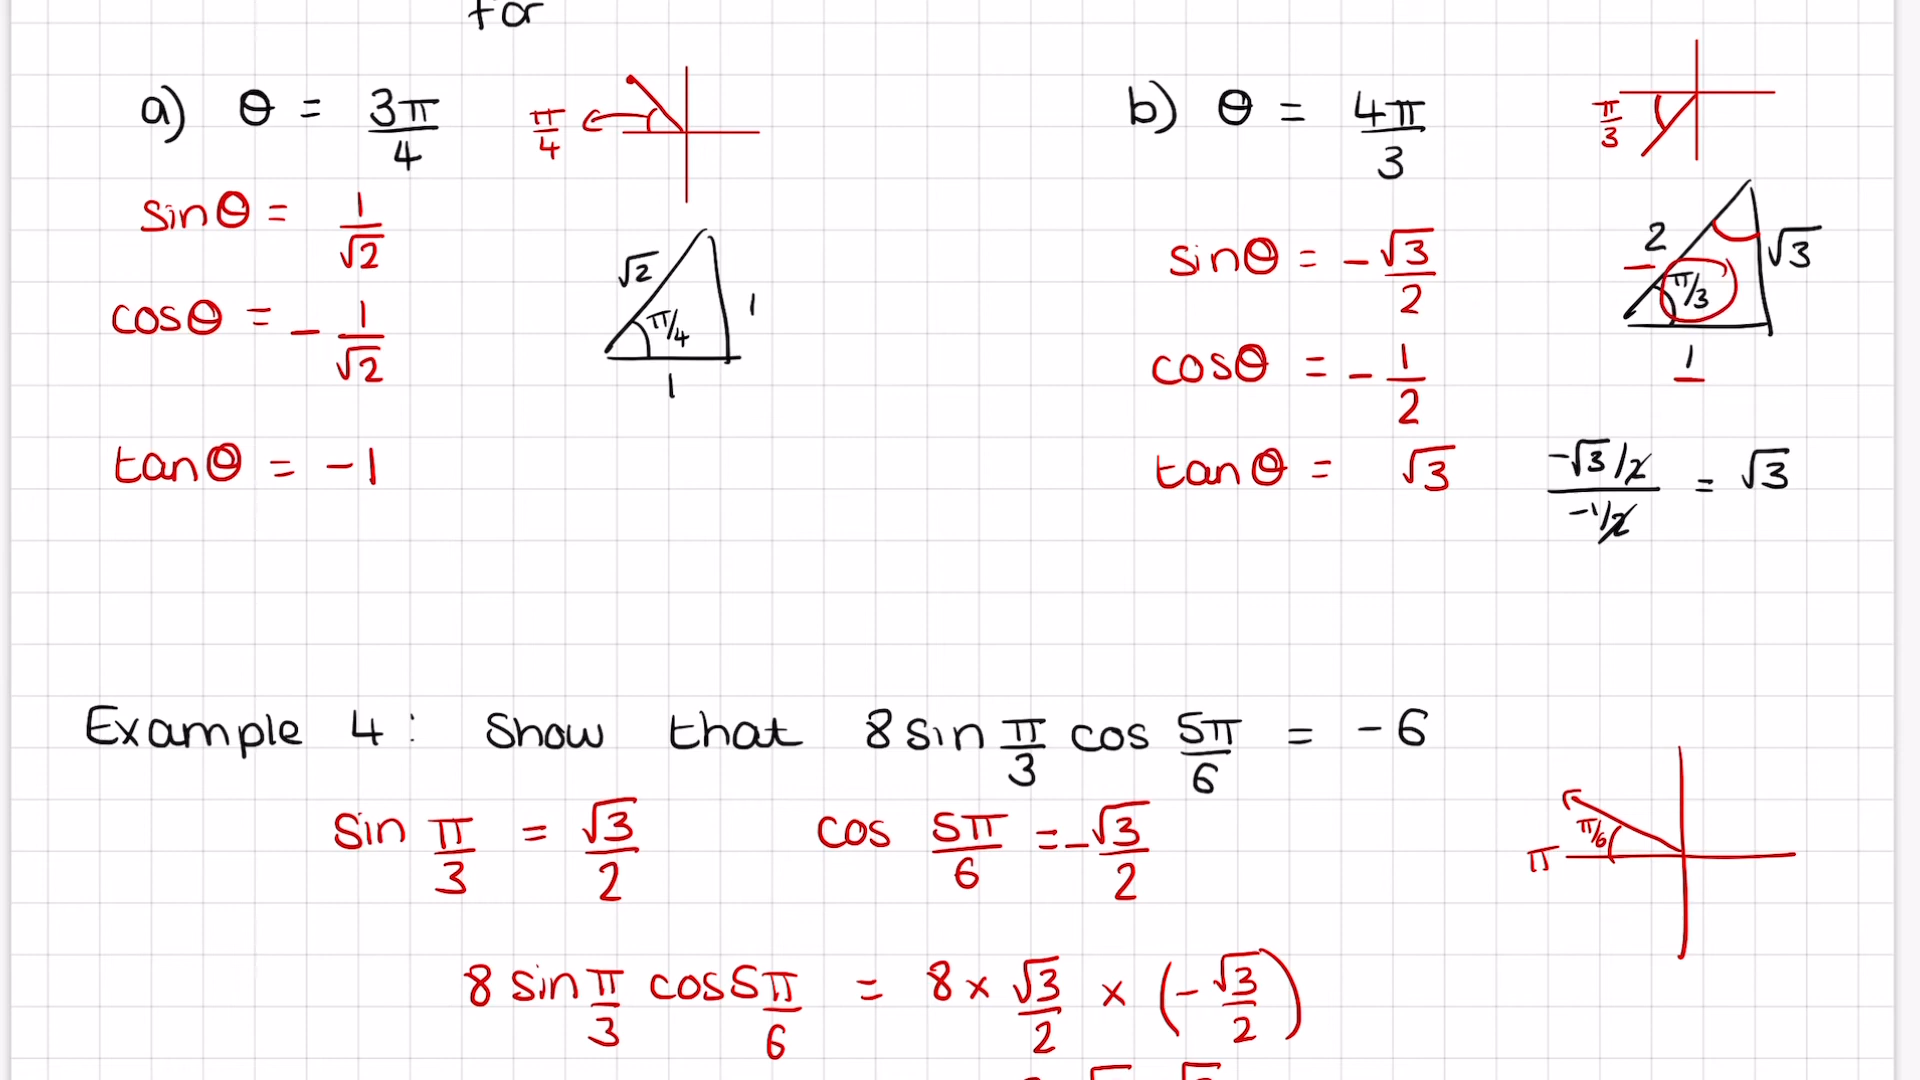 for
a) θ = 3π/4
π/4
sinθ = 1/√2
cosθ = -1/√2
tanθ = -1
√2
π/4
1
1
b) θ = 4π/3
π/3
sinθ = -√3/2
cosθ = -1/2
tanθ = √3
2
√3
π/3
1
(-√3/2)/(-1/2) = √3
Example 4: Show that 8 sin π/3 cos 5π/6 = -6
sin π/3 = √3/2 cos 5π/6 = -√3/2
π/6
π
8 sin π/3 cos 5π/6 = 8 × √3/2 × (-√3/2)